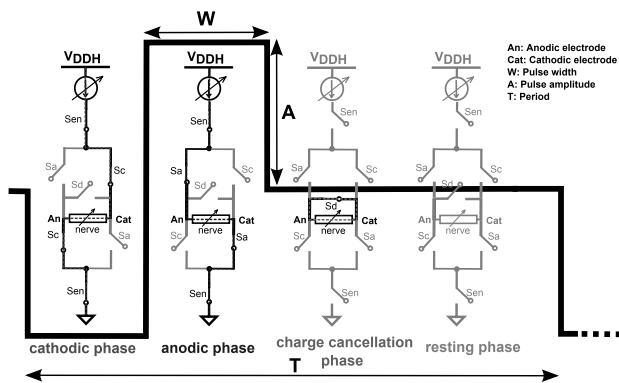 W
VDDH
VDDH
VDDH
VDDH
An: Anodic electrode
Cat: Cathodic electrode
W: Pulse width
A: Pulse amplitude
T: Period
A
Sen
Sen
Sen
Sen
Sa
Sc
Sa
Sc
Sa
Sc
Sa
Sc
Sd
Sd
Sd
Sd
An
Cat
An
Cat
An
Cat
An
Cat
nerve
nerve
nerve
nerve
Sc
Sa
Sc
Sa
Sc
Sa
Sc
Sa
Sen
Sen
Sen
Sen
cathodic phase
anodic phase
charge cancellation
phase
resting phase
T